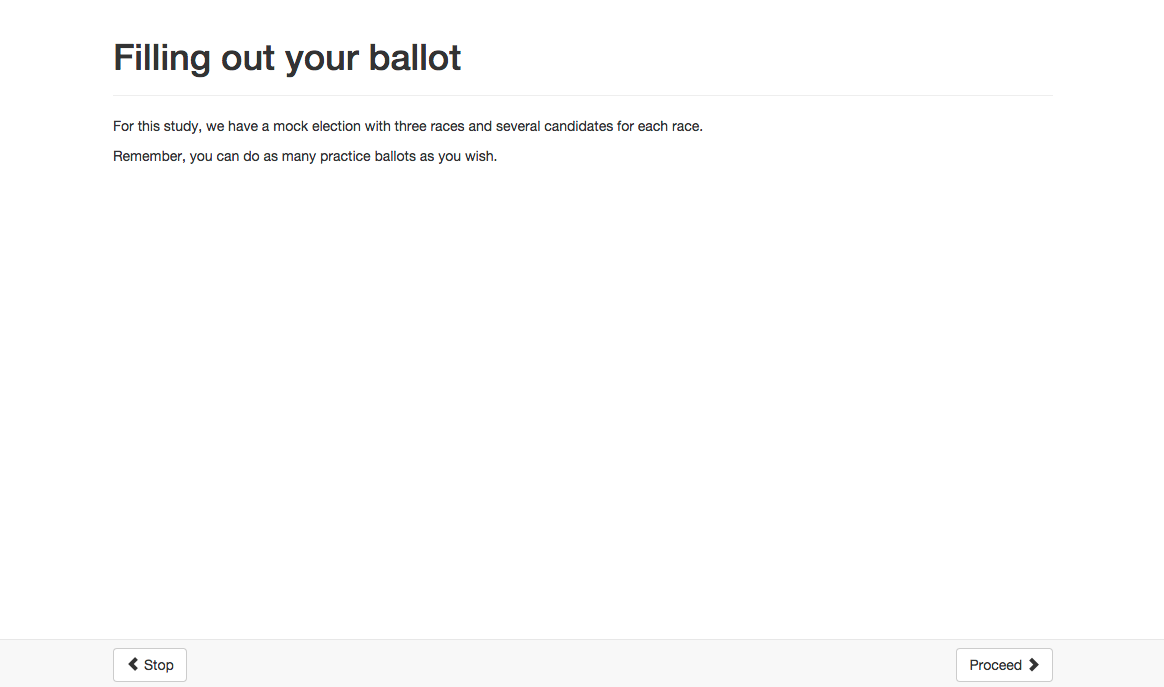 Filling out your ballot
For this study, we have a mock election with three races and several candidates for each race.
Remember, you can do as many practice ballots as you wish.
Stop
Proceed